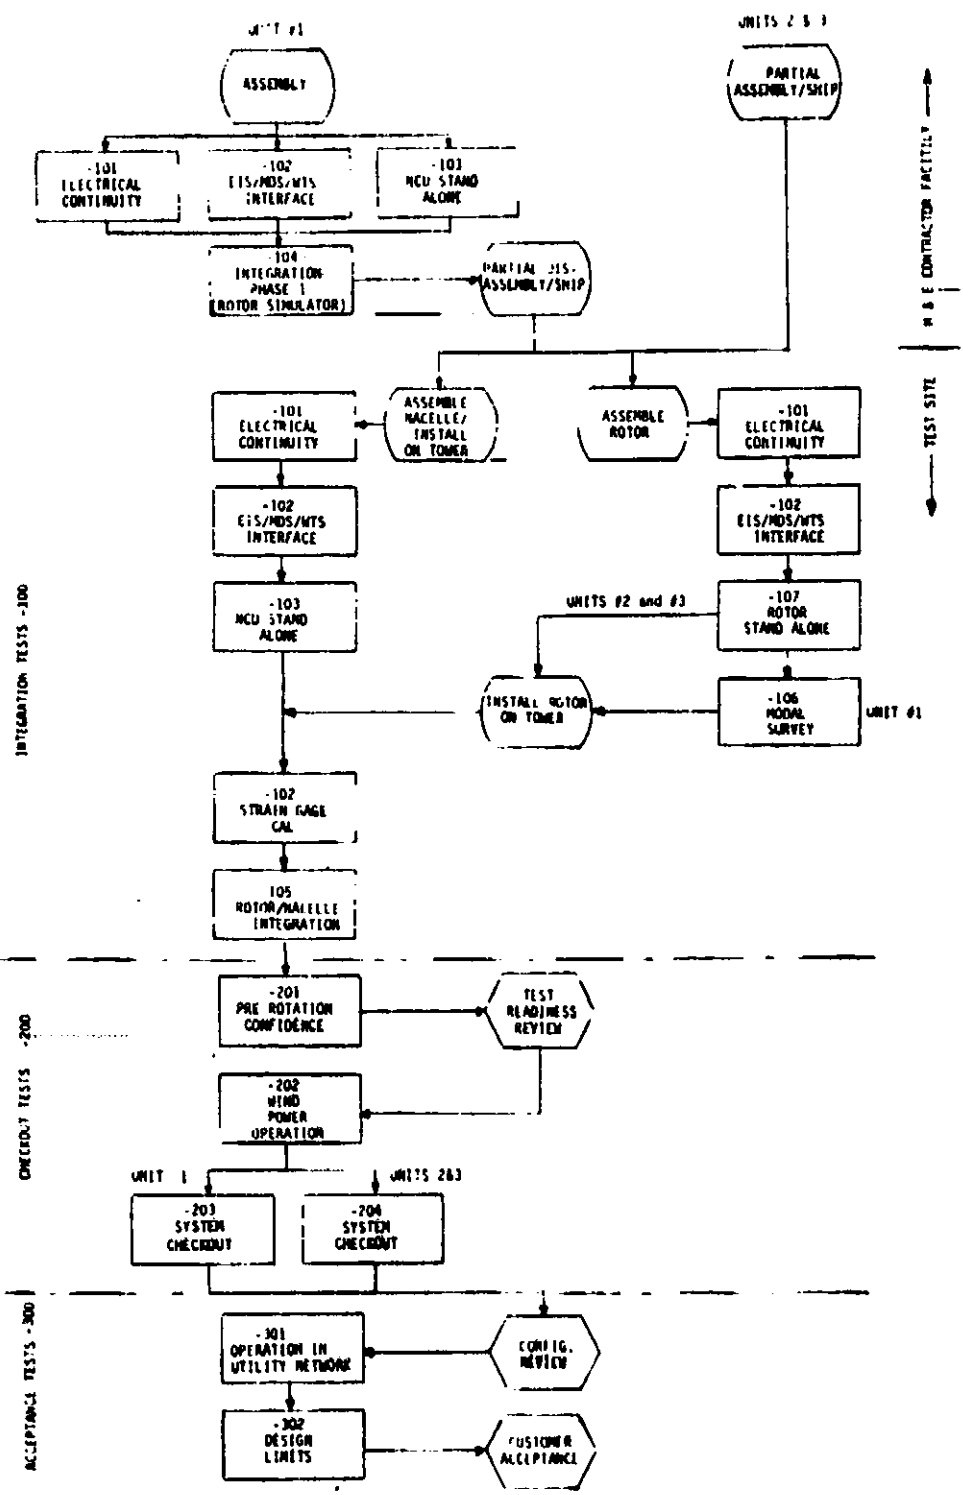 UNIT #1
UNITS 2 & 3
ASSEMBLY
PARTIAL
ASSEMBLY/SHIP
-101
ELECTRICAL
CONTINUITY
-102
EIS/MDS/WTS
INTERFACE
-103
NCU STAND
ALONE
-104
INTEGRATION
PHASE 1
(ROTOR SIMULATOR)
PARTIAL DIS-
ASSEMBLY/SHIP
M & E CONTRACTOR FACITILY
TEST SITE
-101
ELECTRICAL
CONTINUITY
ASSEMBLE
NACELLE/
INSTALL
ON TOWER
ASSEMBLE
ROTOR
-101
ELECTRICAL
CONTINUITY
-102
EIS/MDS/WTS
INTERFACE
-102
EIS/MDS/WTS
INTERFACE
-103
NCU STAND
ALONE
UNITS #2 and #3
-107
ROTOR
STAND ALONE
INSTALL ROTOR
ON TOWER
-106
MODAL
SURVEY
UNIT #1
INTEGRATION TESTS -100
-102
STRAIN GAGE
CAL
105
ROTOR/NACELLE
INTEGRATION
-201
PRE ROTATION
CONFIDENCE
TEST
READINESS
REVIEW
CHECKOUT TESTS -200
-202
WIND
POWER
OPERATION
UNIT 1
UNITS 2&3
-203
SYSTEM
CHECKOUT
-204
SYSTEM
CHECKOUT
ACCEPTANCE TESTS -300
-301
OPERATION IN
UTILITY NETWORK
CONFIG.
REVIEW
-302
DESIGN
LIMITS
CUSTOMER
ACCEPTANCE